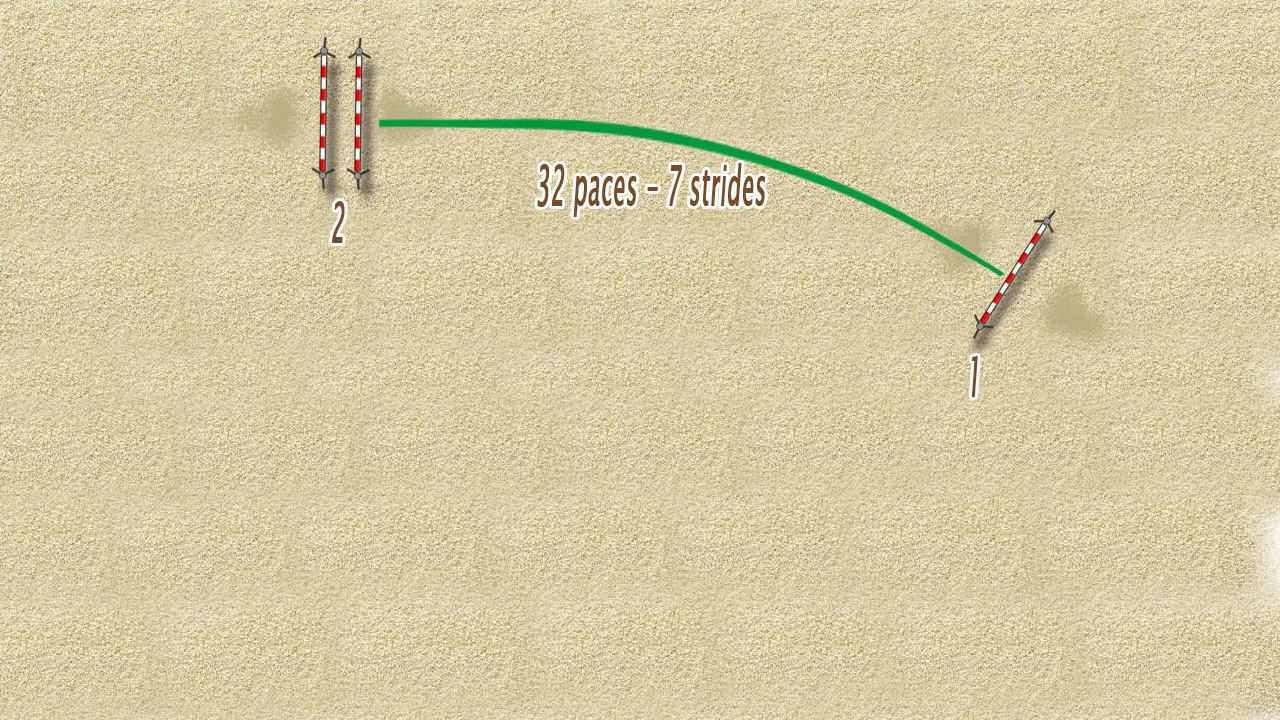 32 paces – 7 strides
2
1